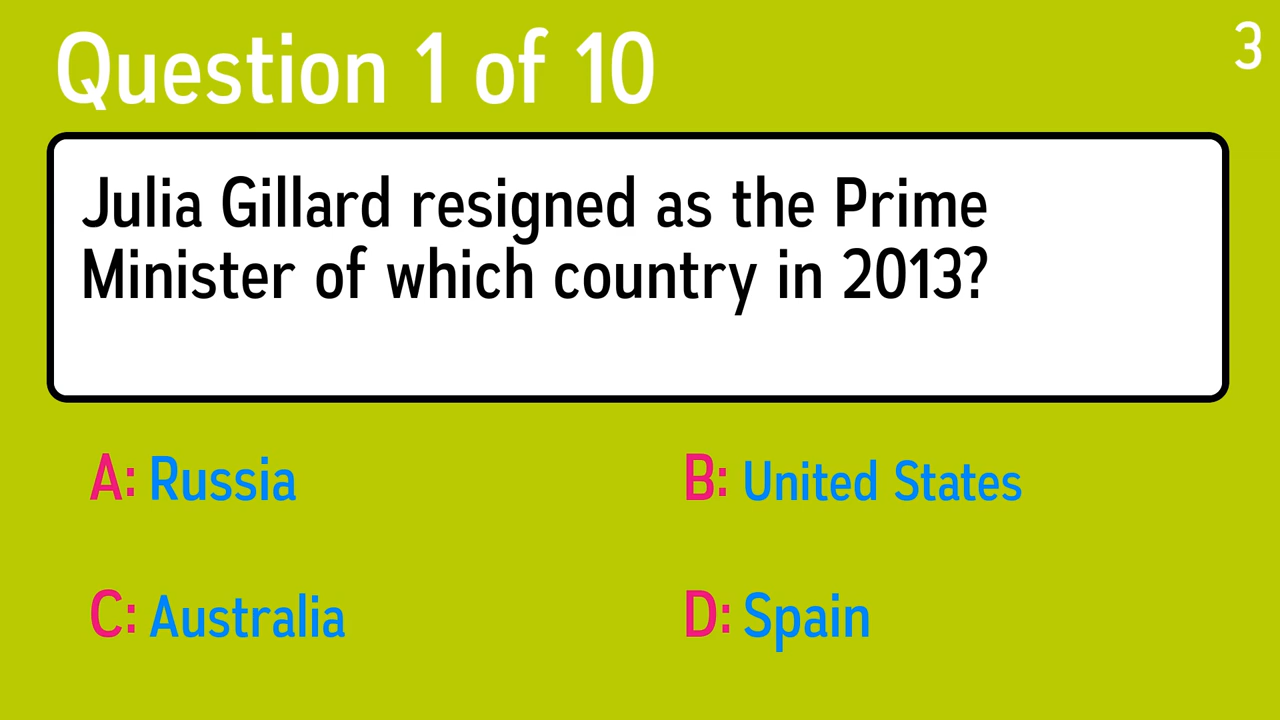 Question 1 of 10
3
Julia Gillard resigned as the Prime
Minister of which country in 2013?
A: Russia
B: United States
C: Australia
D: Spain